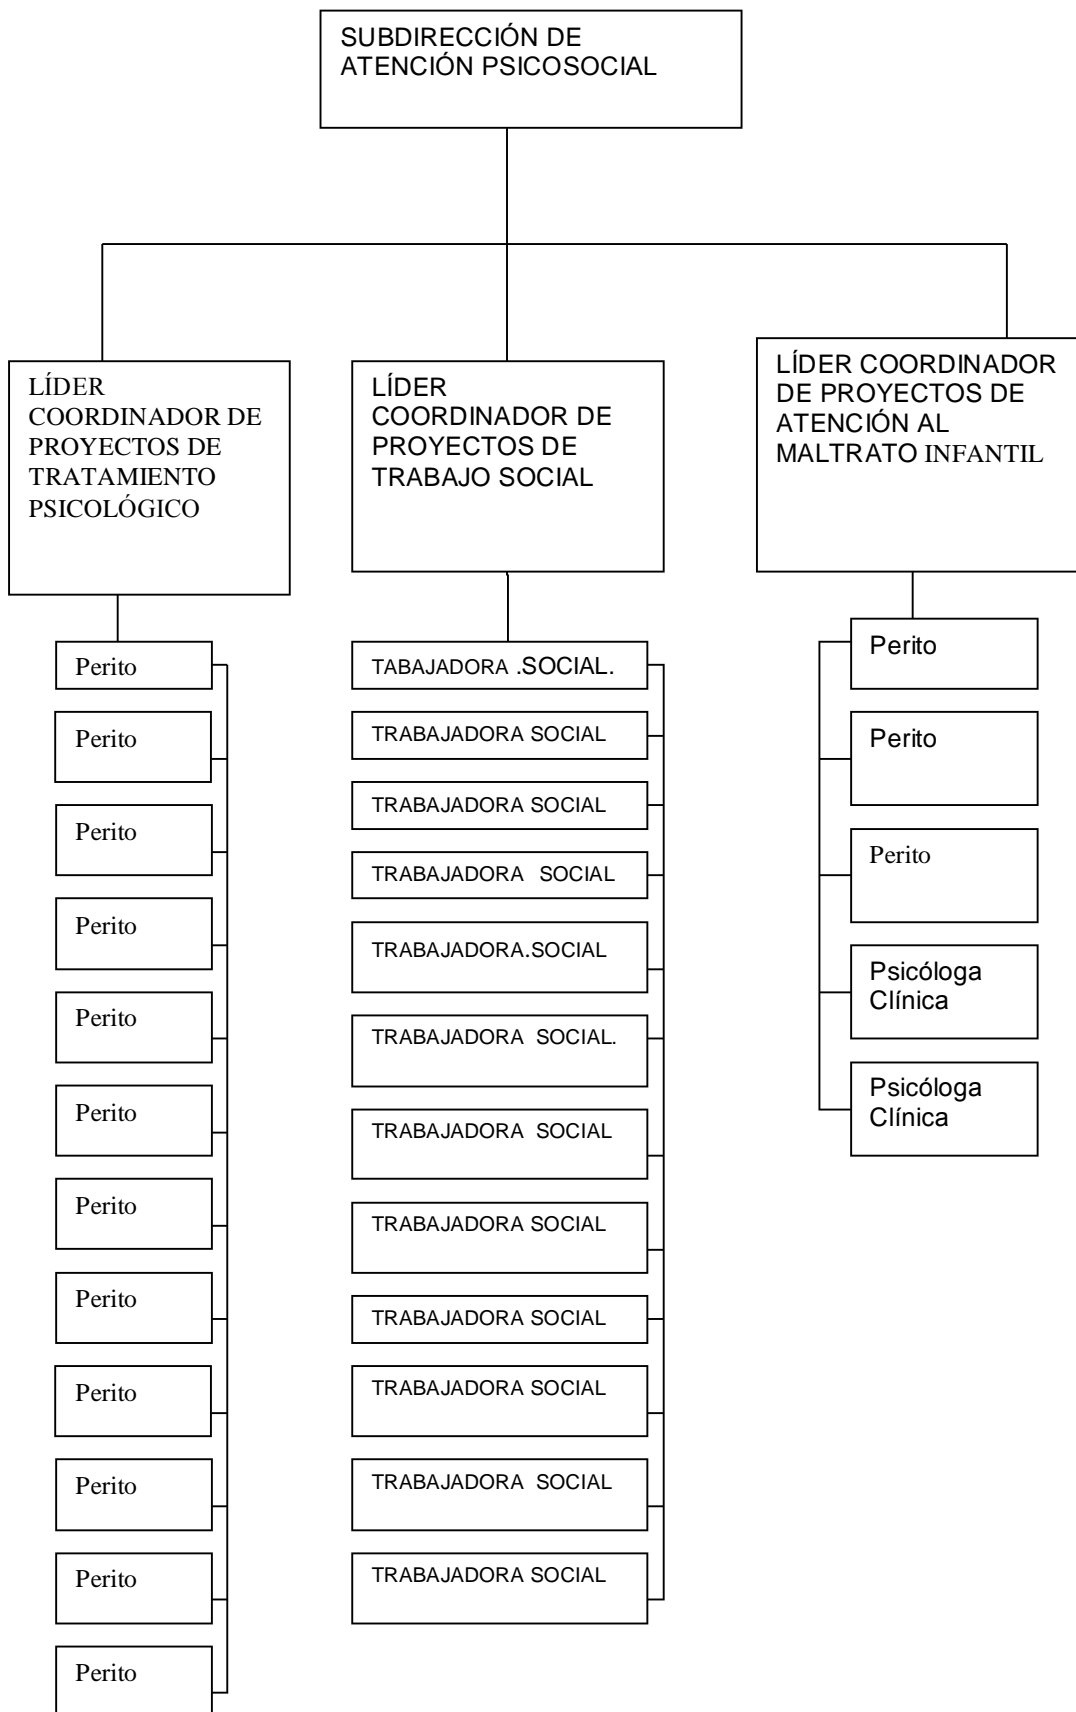 SUBDIRECCIÓN DE
ATENCIÓN PSICOSOCIAL
LÍDER
COORDINADOR DE
PROYECTOS DE
TRATAMIENTO
PSICOLÓGICO
LÍDER
COORDINADOR DE
PROYECTOS DE
TRABAJO SOCIAL
LÍDER COORDINADOR
DE PROYECTOS DE
ATENCIÓN AL
MALTRATO INFANTIL
Perito
Perito
Perito
Perito
Perito
Perito
Perito
Perito
Perito
Perito
Perito
Perito
TABAJADORA .SOCIAL.
TRABAJADORA SOCIAL
TRABAJADORA SOCIAL
TRABAJADORA  SOCIAL
TRABAJADORA.SOCIAL
TRABAJADORA  SOCIAL.
TRABAJADORA  SOCIAL
TRABAJADORA SOCIAL
TRABAJADORA SOCIAL
TRABAJADORA SOCIAL
TRABAJADORA  SOCIAL
TRABAJADORA SOCIAL
Perito
Perito
Perito
Psicóloga
Clínica
Psicóloga
Clínica